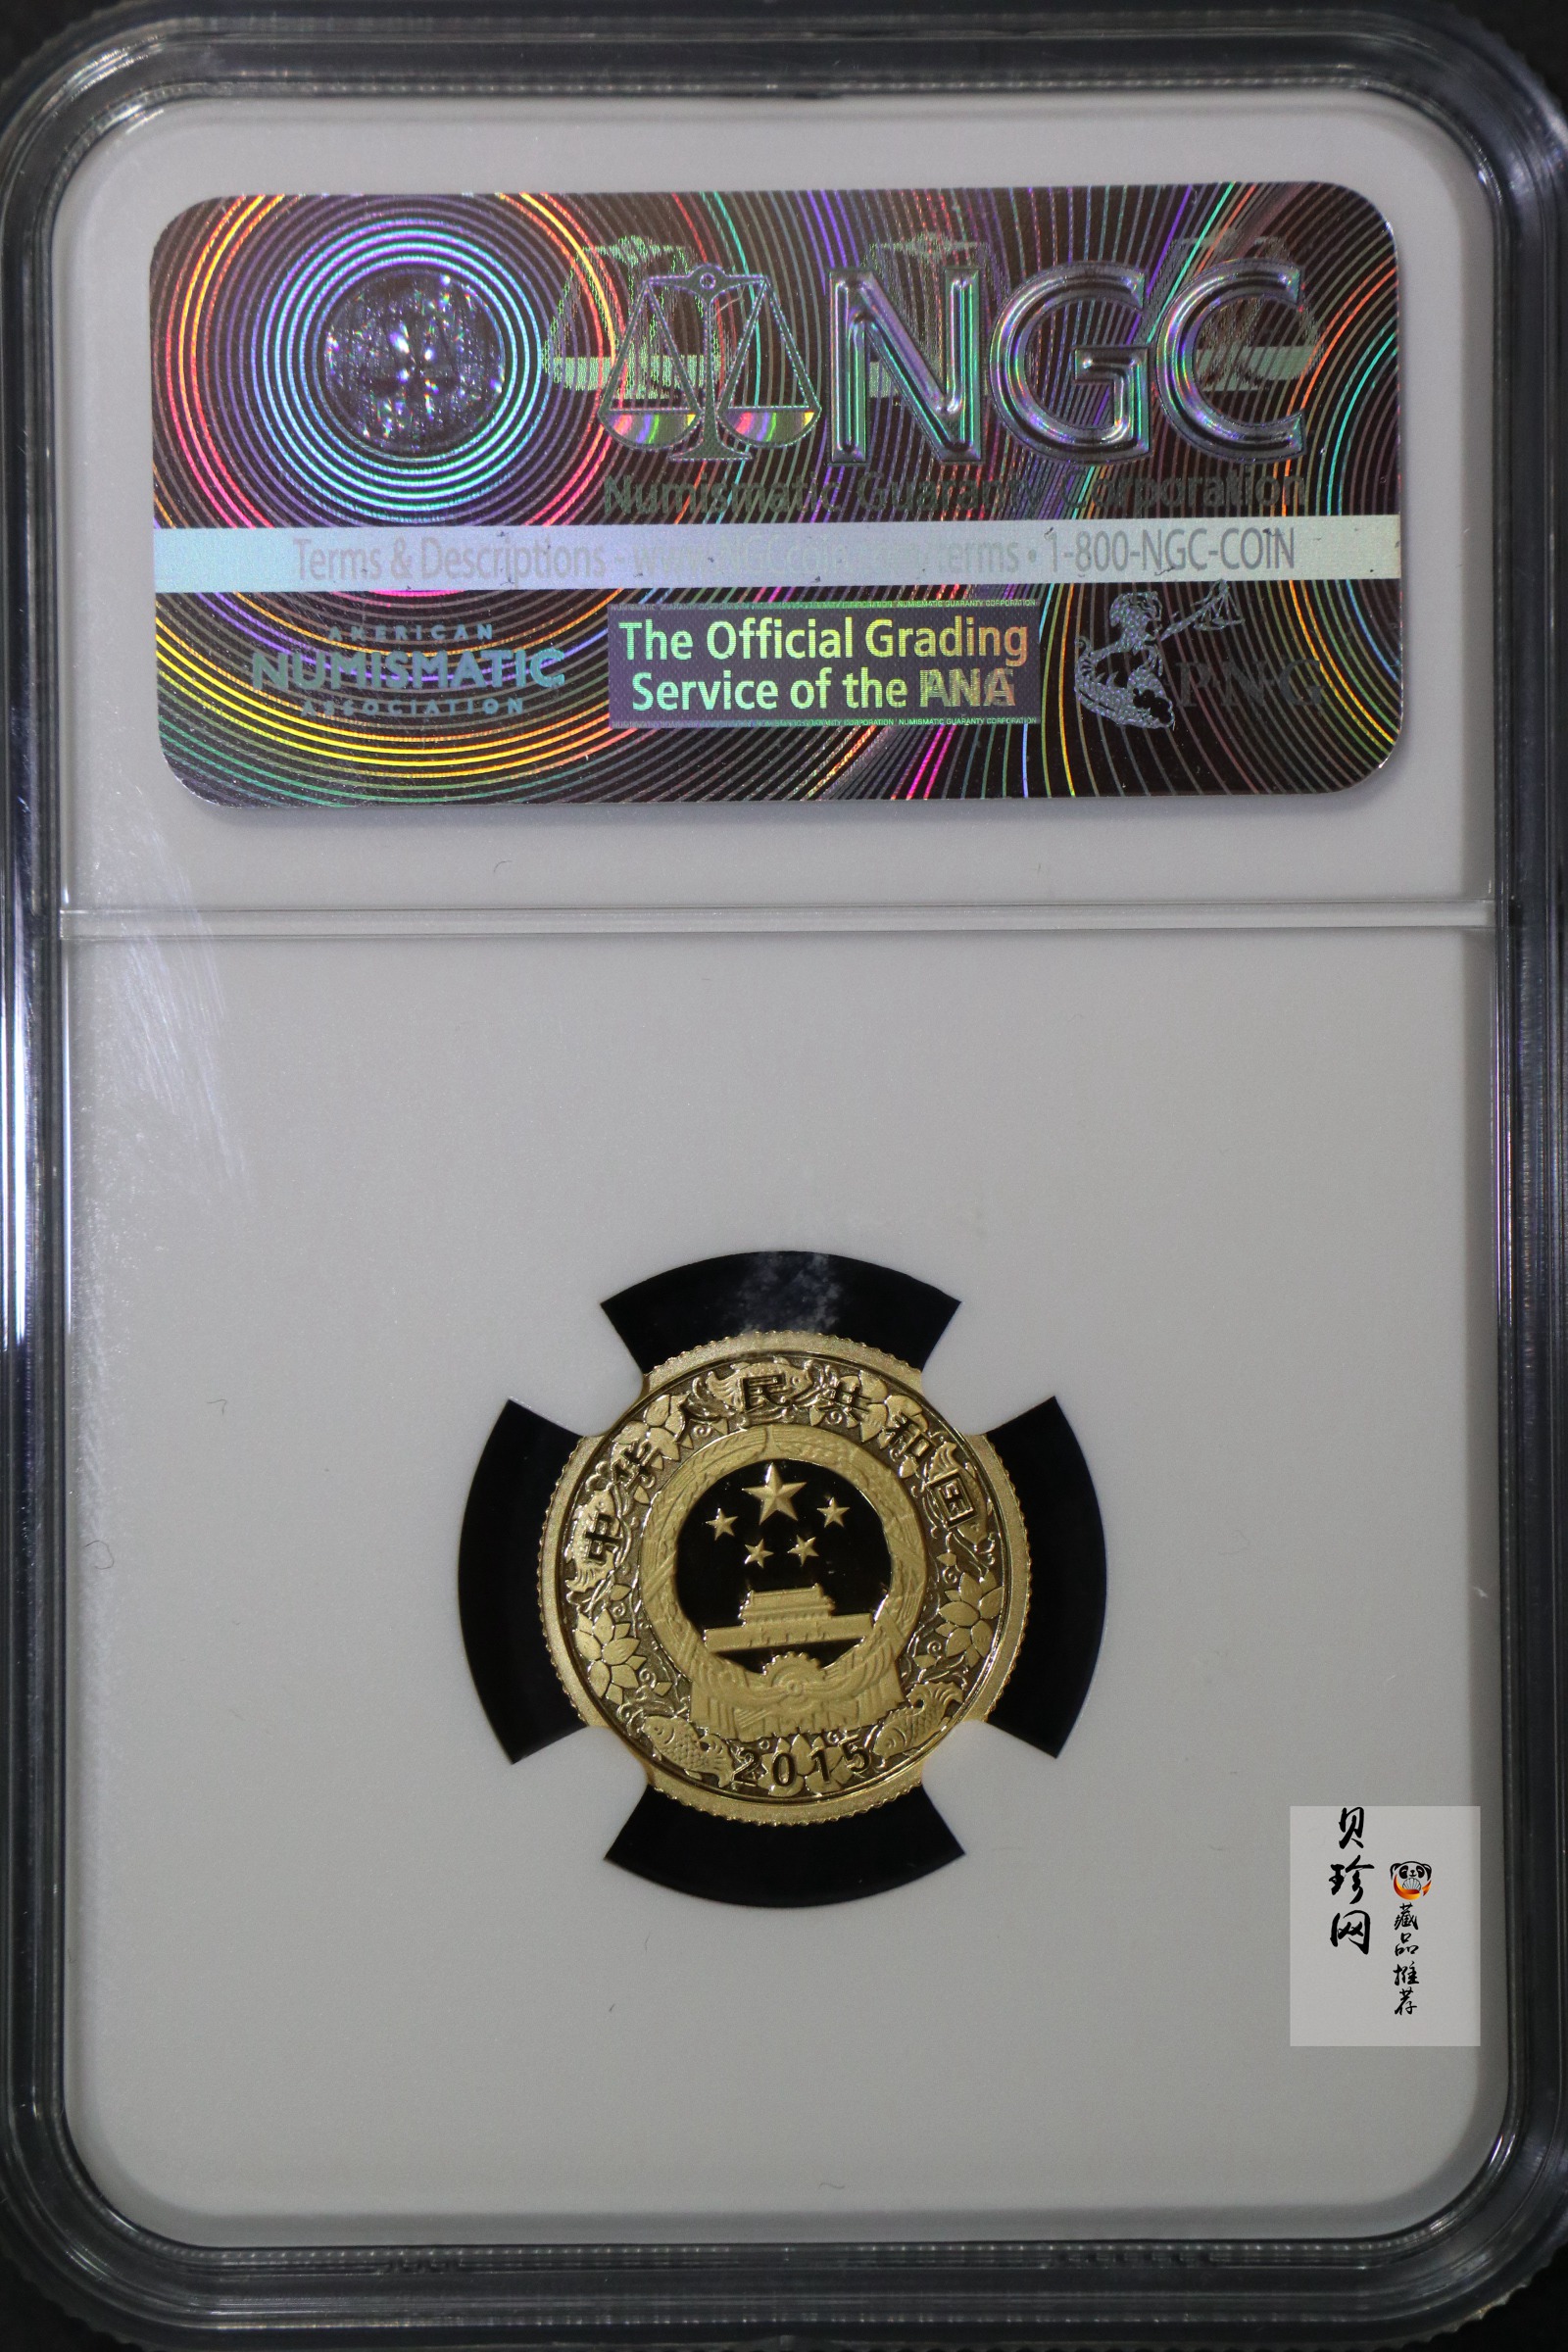 NGC
Numismatic Guaranty Corporation
Terms & Descriptions - www.NGCcoin.com/terms • 1-800-NGC-COIN
AMERICAN
NUMISMATIC
ASSOCIATION
The Official Grading
Service of the ANA
PNG
中华人民共和国
2015
贝珍网
藏品推荐